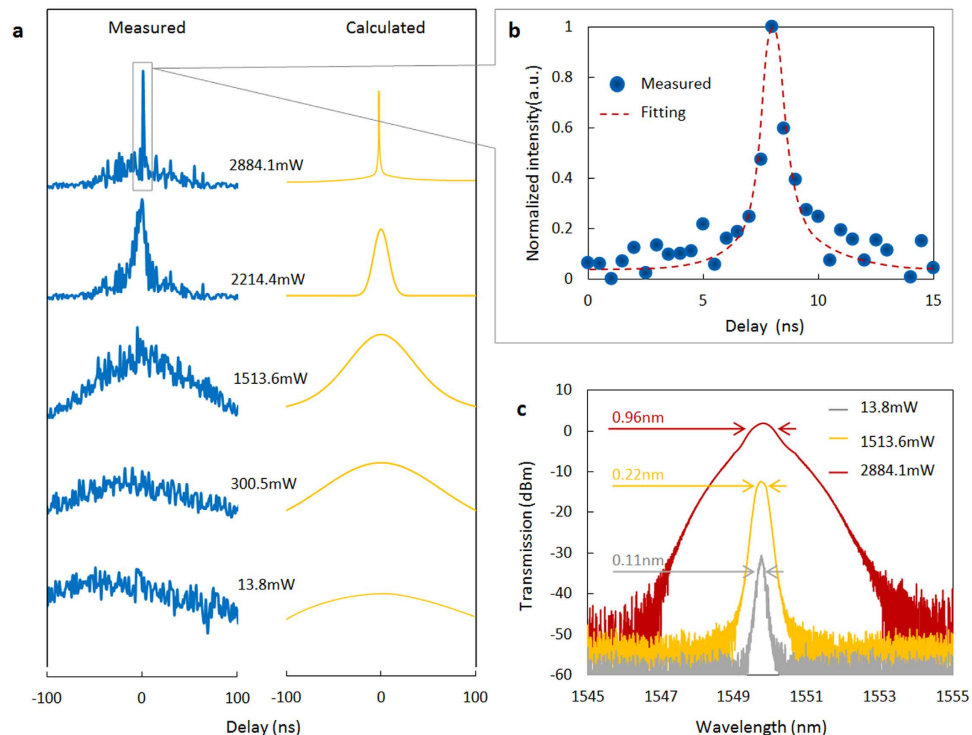 a
Measured
Calculated
2884.1mW
2214.4mW
1513.6mW
300.5mW
13.8mW
-100
0
100
-100
0
100
Delay (ns)
b
Normalized intensity(a.u.)
1
0.8
0.6
0.4
0.2
0
Measured
Fitting
0
5
10
15
Delay (ns)
c
Transmission (dBm)
10
0
-10
-20
-30
-40
-50
-60
0.96nm
0.22nm
0.11nm
13.8mW
1513.6mW
2884.1mW
1545
1547
1549
1551
1553
1555
Wavelength (nm)